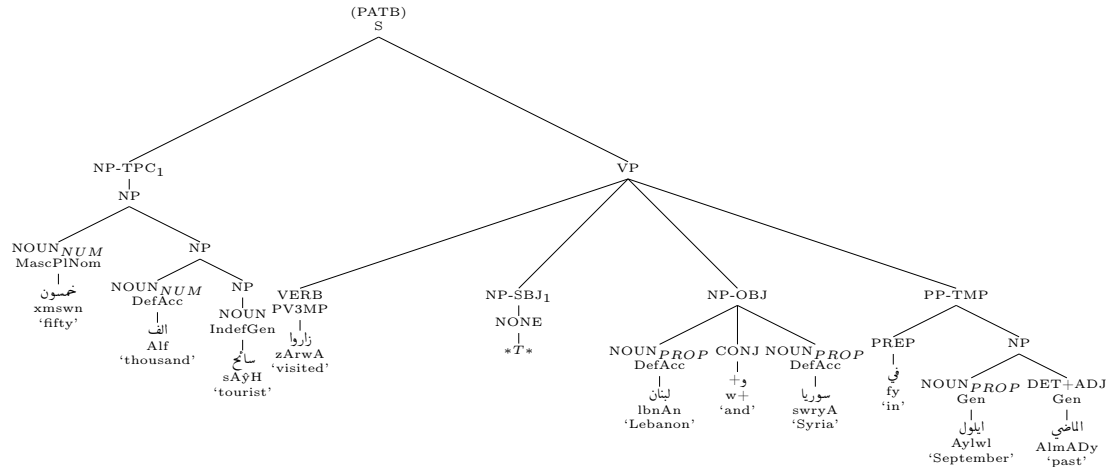 (PATB)
S
NP-TPC1
VP
NP
NOUNNUM
MascPlNom
خمسون
xmswn
‘fifty’
NP
NOUNNUM
DefAcc
الف
Alf
‘thousand’
NP
NOUN
IndefGen
سائح
sAŷH
‘tourist’
VERB
PV3MP
زاروا
zArwA
‘visited’
NP-SBJ1
NONE
*T*
NP-OBJ
NOUNPROP
DefAcc
لبنان
lbnAn
‘Lebanon’
CONJ
و+
w+
‘and’
NOUNPROP
DefAcc
سوريا
swryA
‘Syria’
PP-TMP
PREP
في
fy
‘in’
NP
NOUNPROP
Gen
ايلول
Aylwl
‘September’
DET+ADJ
Gen
الماضي
AlmADy
‘past’